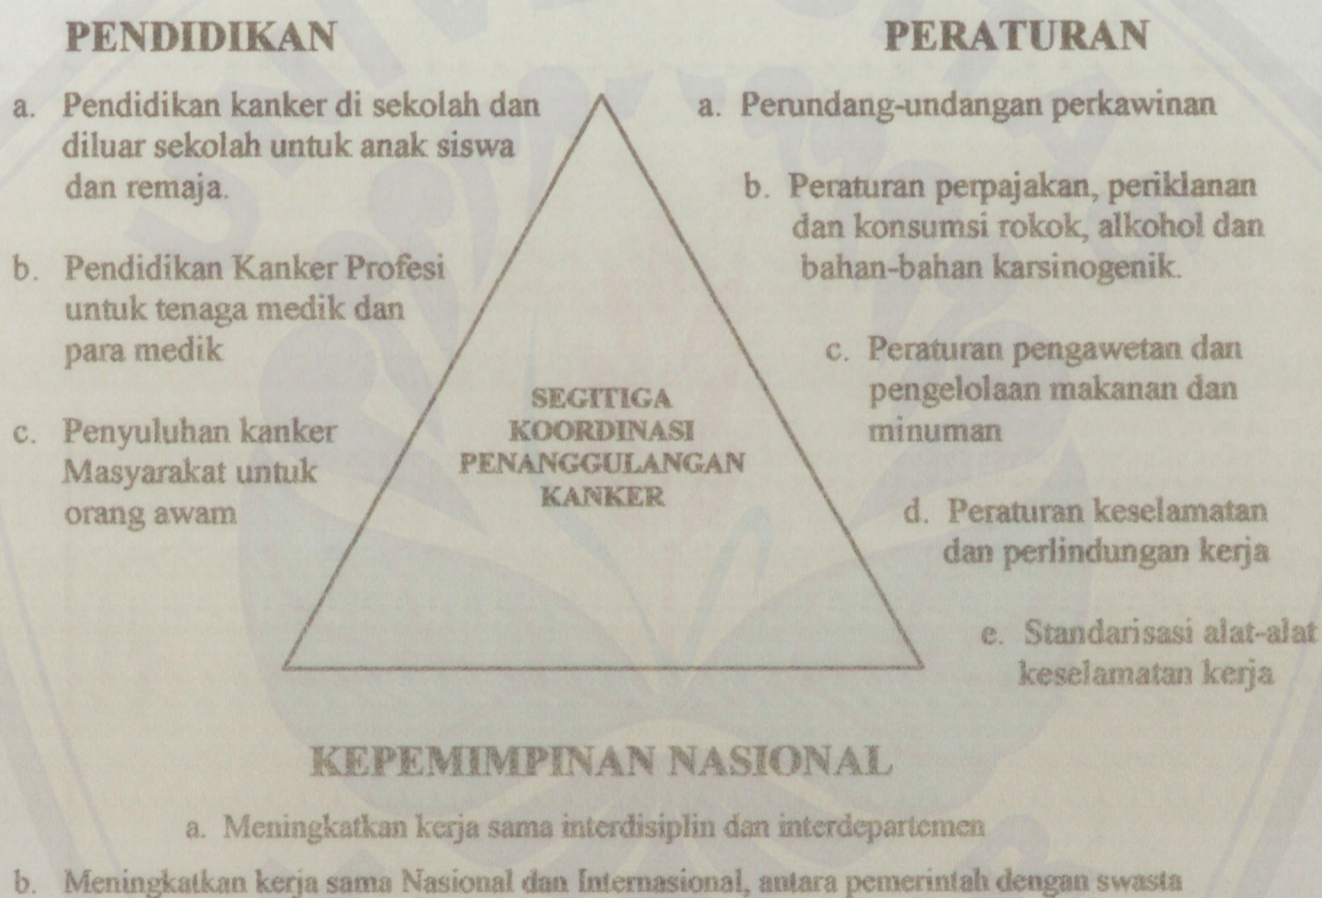 PENDIDIKAN
a. Pendidikan kanker di sekolah dan
diluar sekolah untuk anak siswa
dan remaja.
b. Pendidikan Kanker Profesi
untuk tenaga medik dan
para medik
c. Penyuluhan kanker
Masyarakat untuk
orang awam
PERATURAN
a. Perundang-undangan perkawinan
b. Peraturan perpajakan, periklanan
dan konsumsi rokok, alkohol dan
bahan-bahan karsinogenik.
c. Peraturan pengawetan dan
pengelolaan makanan dan
minuman
d. Peraturan keselamatan
dan perlindungan kerja
e. Standarisasi alat-alat
keselamatan kerja
SEGITIGA
KOORDINASI
PENANGGULANGAN
KANKER
KEPEMIMPINAN NASIONAL
a. Meningkatkan kerja sama interdisiplin dan interdepartemen
b. Meningkatkan kerja sama Nasional dan Internasional, antara pemerintah dengan swasta